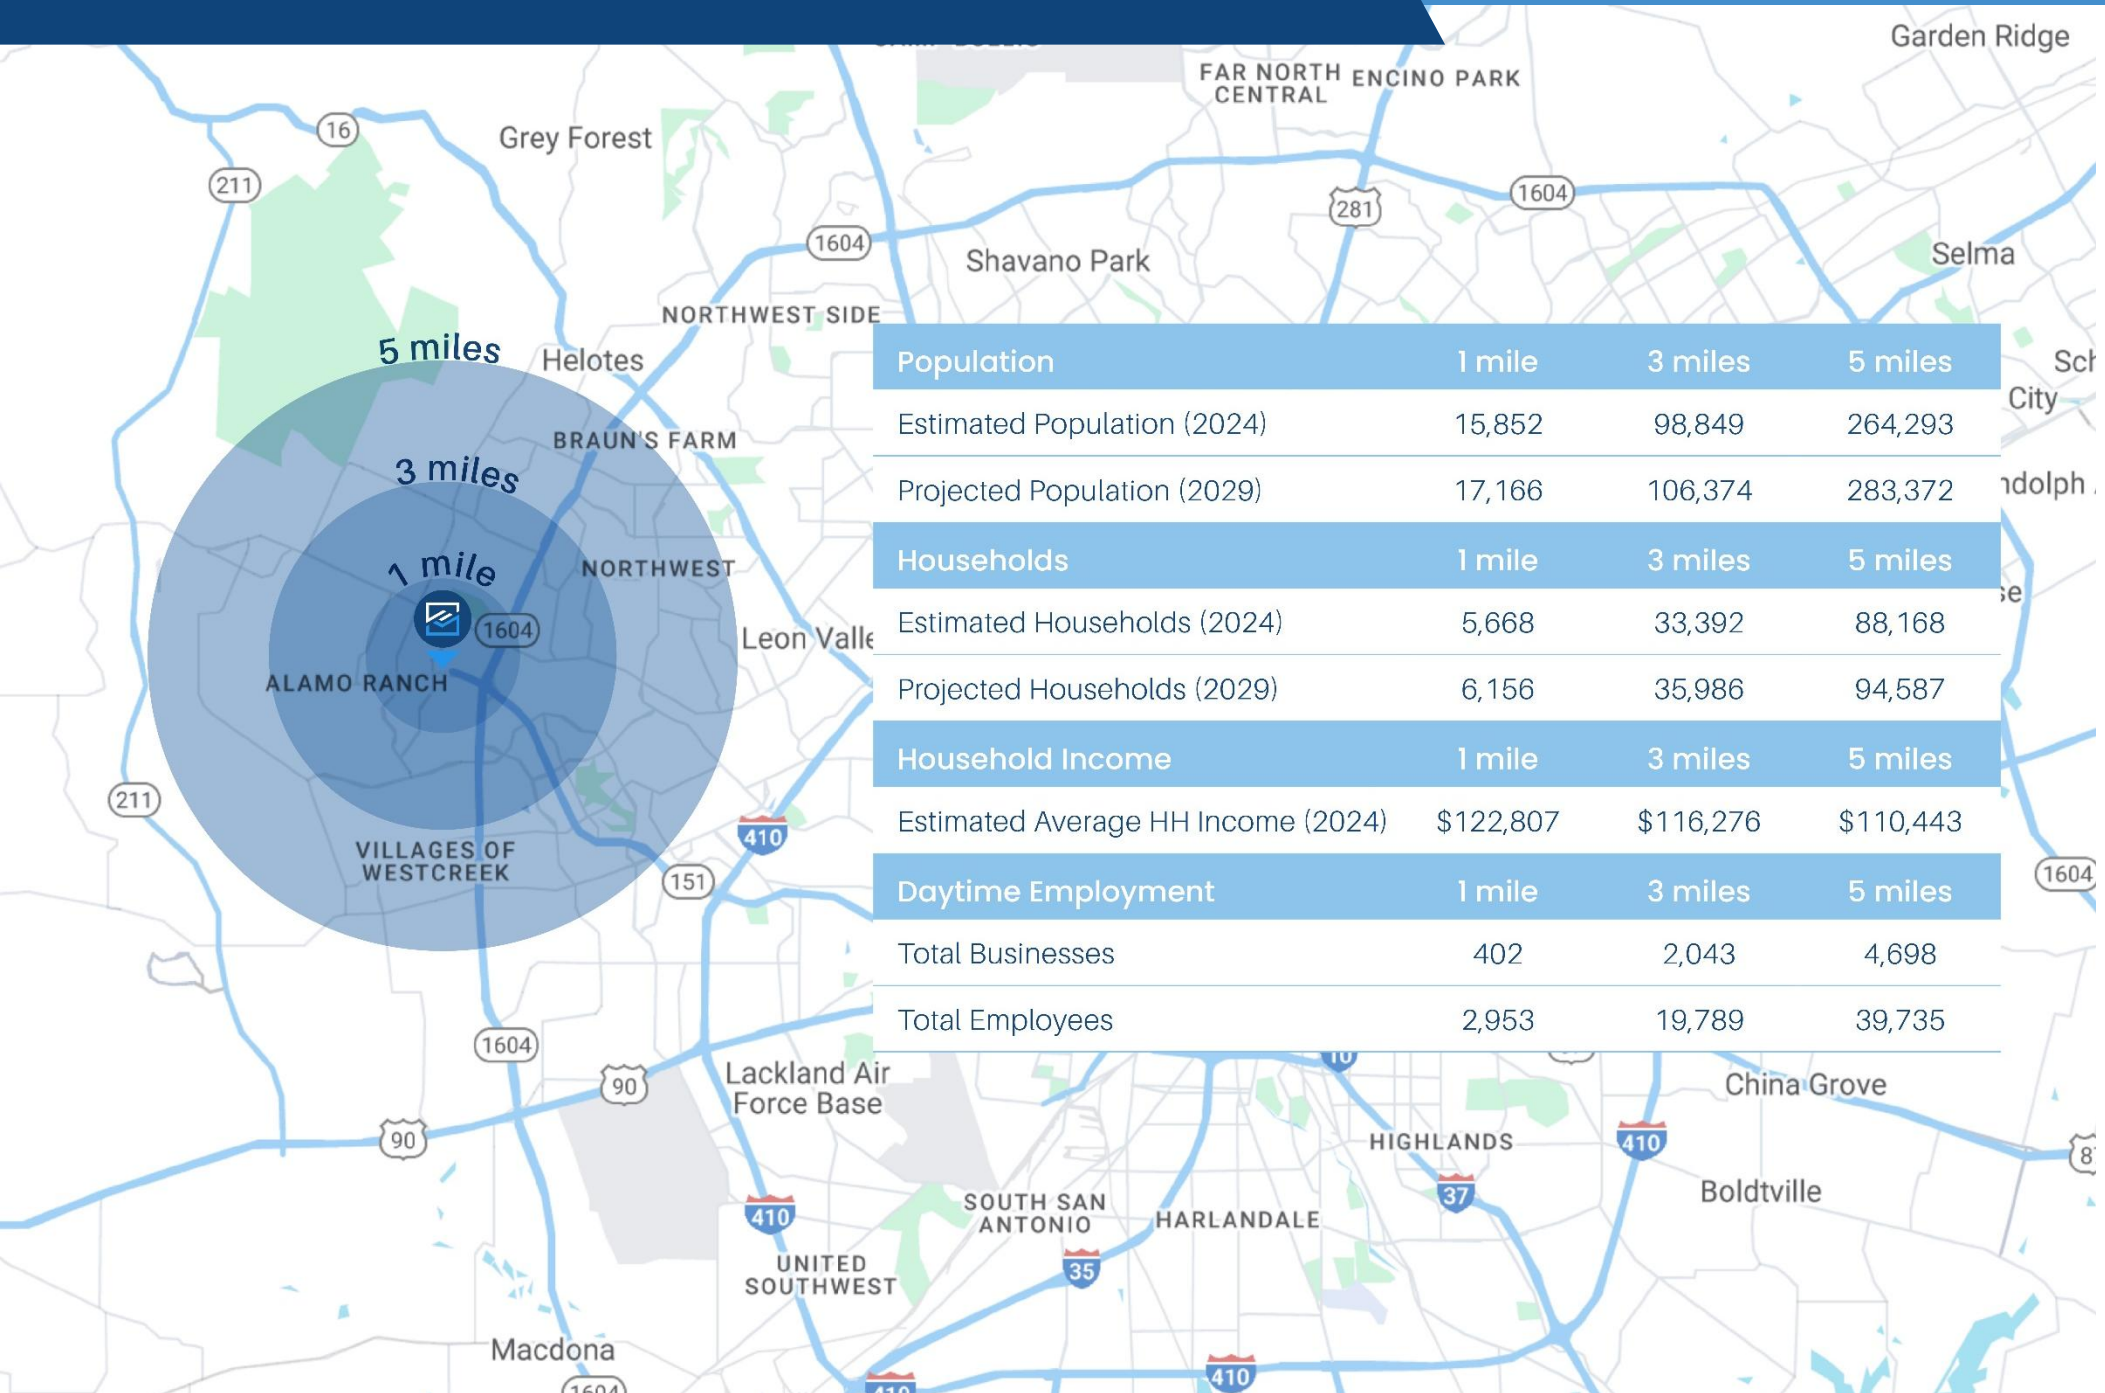 Garden Ridge
FAR NORTH
CENTRAL
ENCINO PARK
16
Grey Forest
211
281
1604
1604
Shavano Park
Selma
NORTHWEST SIDE
5 miles
Helotes
BRAUN'S FARM
3 miles
1 mile
NORTHWEST
1604
ALAMO RANCH
211
VILLAGES OF
WESTCREEK
410
151
Population 1 mile 3 miles 5 miles
Estimated Population (2024) 15,852 98,849 264,293
Projected Population (2029) 17,166 106,374 283,372
Households 1 mile 3 miles 5 miles
Estimated Households (2024) 5,668 33,392 88,168
Projected Households (2029) 6,156 35,986 94,587
Household Income 1 mile 3 miles 5 miles
Estimated Average HH Income (2024) $122,807 $116,276 $110,443
Daytime Employment 1 mile 3 miles 5 miles
Total Businesses 402 2,043 4,698
Total Employees 2,953 19,789 39,735
City
Leon Valle
1604
1604
90
90
Lackland Air
Force Base
10
China Grove
HIGHLANDS
410
37
Boldtville
410
SOUTH SAN
ANTONIO
HARLANDALE
35
UNITED
SOUTHWEST
Macdona
410